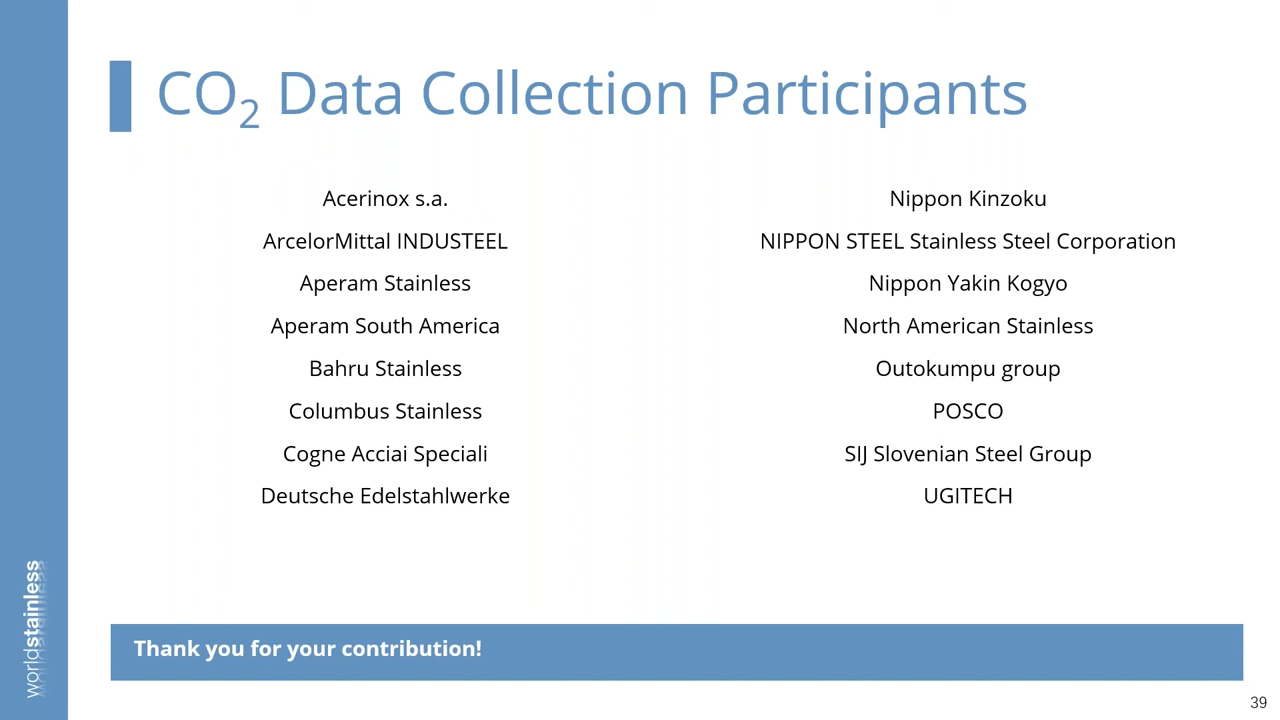 CO₂ Data Collection Participants
Acerinox s.a.
ArcelorMittal INDUSTEEL
Aperam Stainless
Aperam South America
Bahru Stainless
Columbus Stainless
Cogne Acciai Speciali
Deutsche Edelstahlwerke
Nippon Kinzoku
NIPPON STEEL Stainless Steel Corporation
Nippon Yakin Kogyo
North American Stainless
Outokumpu group
POSCO
SIJ Slovenian Steel Group
UGITECH
Thank you for your contribution!
worldstainless
39